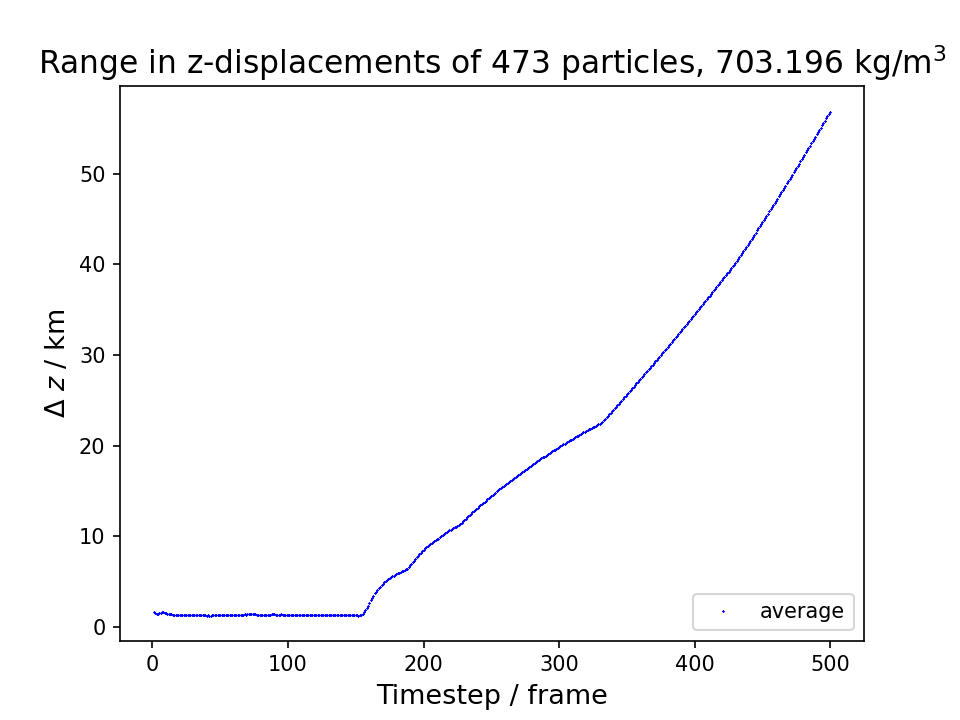 Range in z-displacements of 473 particles, 703.196 kg/m³
Δ z / km
50
40
30
20
10
0
average
0 100 200 300 400 500
Timestep / frame